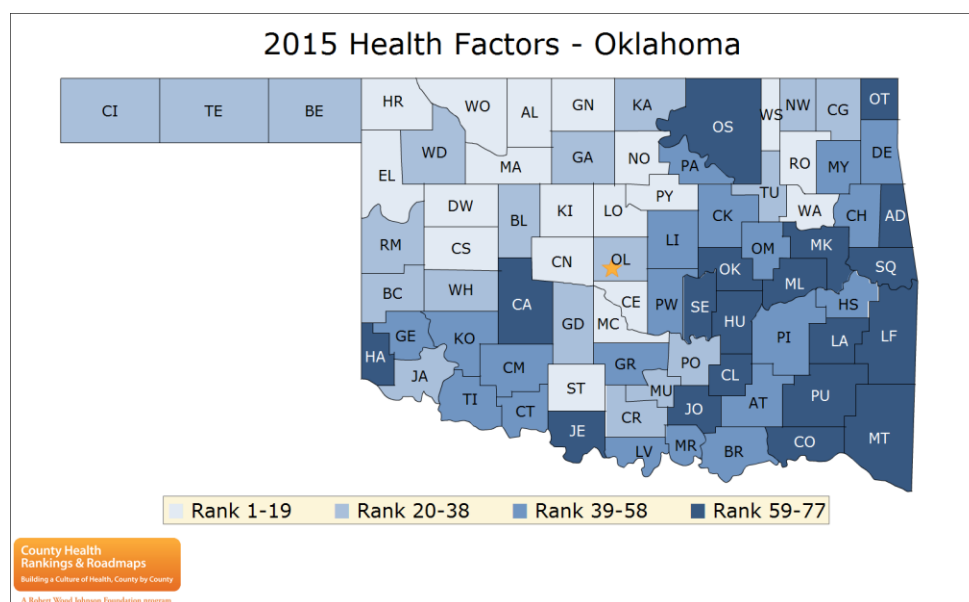 2015 Health Factors - Oklahoma
CI TE BE HR WO AL GN KA OS WS NW CG OT
WD MA GA NO PA RO MY DE
EL DW BL KI LO PY CK TU WA CH AD
RM CS CN OL LI OM MK SQ
BC WH CA CE PW SE OK ML HS
HA GE KO GD MC HU PI LA LF
JA CM GR PO CL
TI CT ST MU CR JO AT PU
JE LV MR BR CO MT
Rank 1-19 Rank 20-38 Rank 39-58 Rank 59-77
County Health
Rankings & Roadmaps
Building a Culture of Health, County by County
A Robert Wood Johnson Foundation program